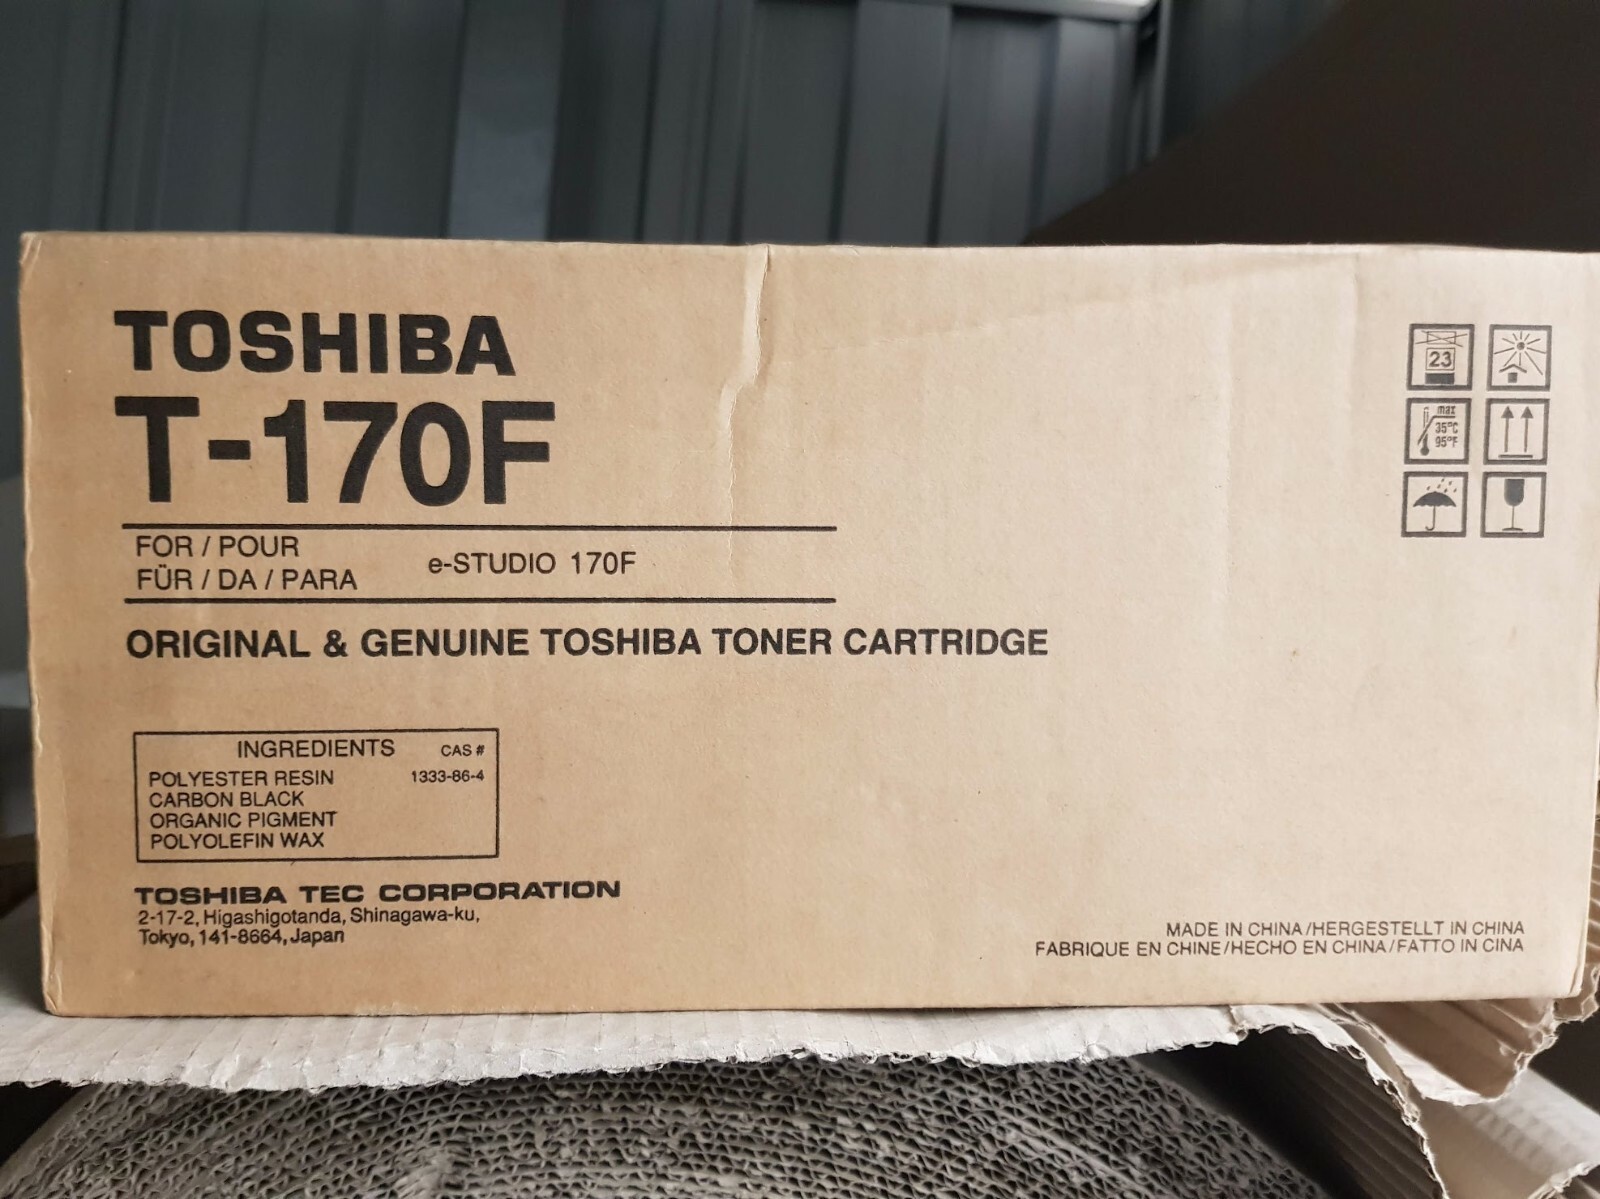 TOSHIBA
T-170F
FOR / POUR
FÜR / DA / PARA
e-STUDIO 170F
ORIGINAL & GENUINE TOSHIBA TONER CARTRIDGE
INGREDIENTS CAS #
POLYESTER RESIN 1333-86-4
CARBON BLACK
ORGANIC PIGMENT
POLYOLEFIN WAX
TOSHIBA TEC CORPORATION
2-17-2, Higashigotanda, Shinagawa-ku,
Tokyo, 141-8664, Japan
23
max
35°C
95°F
MADE IN CHINA/HERGESTELLT IN CHINA
FABRIQUE EN CHINE/HECHO EN CHINA/FATTO IN CINA